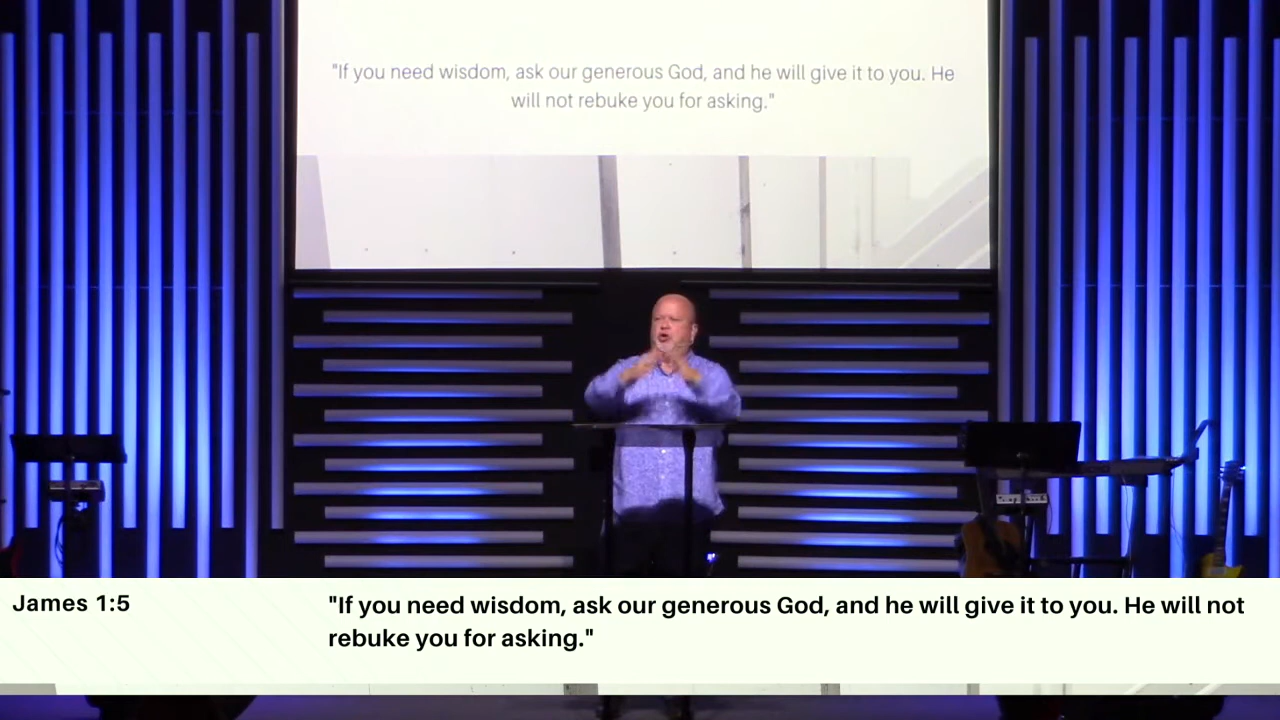 "If you need wisdom, ask our generous God, and he will give it to you. He
will not rebuke you for asking."
James 1:5
"If you need wisdom, ask our generous God, and he will give it to you. He will not
rebuke you for asking."